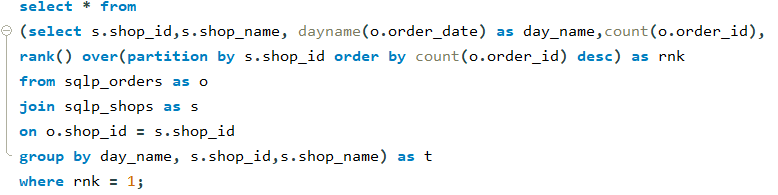 select * from
(select s.shop_id,s.shop_name, dayname(o.order_date) as day_name,count(o.order_id),
rank() over(partition by s.shop_id order by count(o.order_id) desc) as rnk
from sqlp_orders as o
join sqlp_shops as s
on o.shop_id = s.shop_id
group by day_name, s.shop_id,s.shop_name) as t
where rnk = 1;